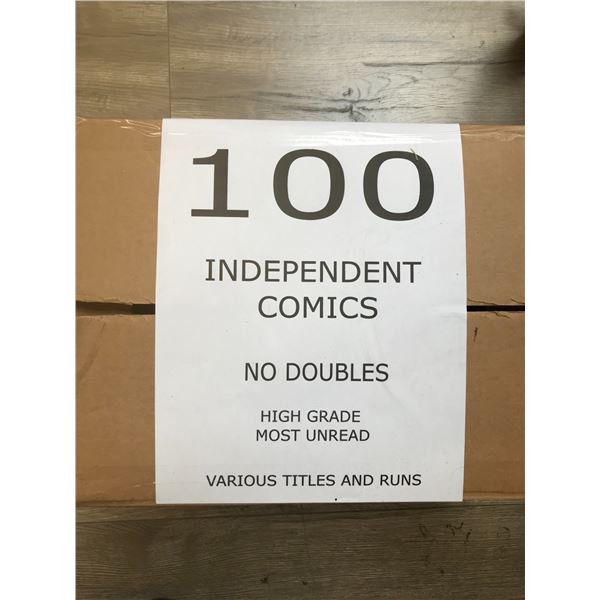 100
INDEPENDENT
COMICS
NO DOUBLES
HIGH GRADE
MOST UNREAD
VARIOUS TITLES AND RUNS